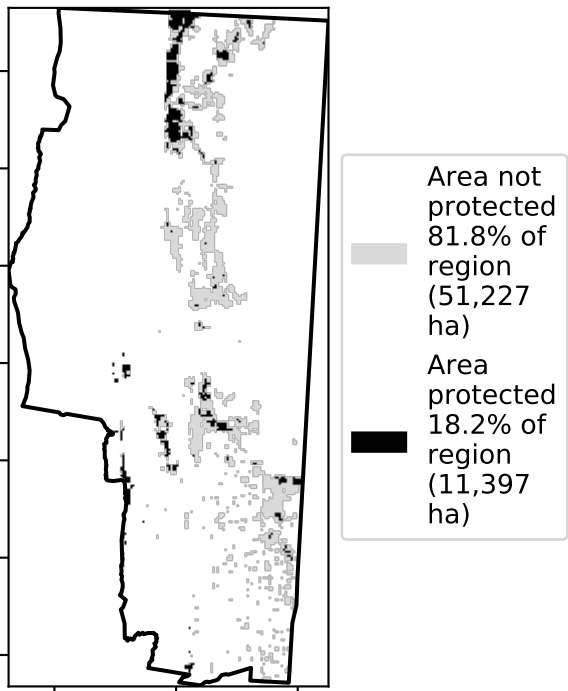 Area not
protected
81.8% of
region
(51,227
ha)
Area
protected
18.2% of
region
(11,397
ha)